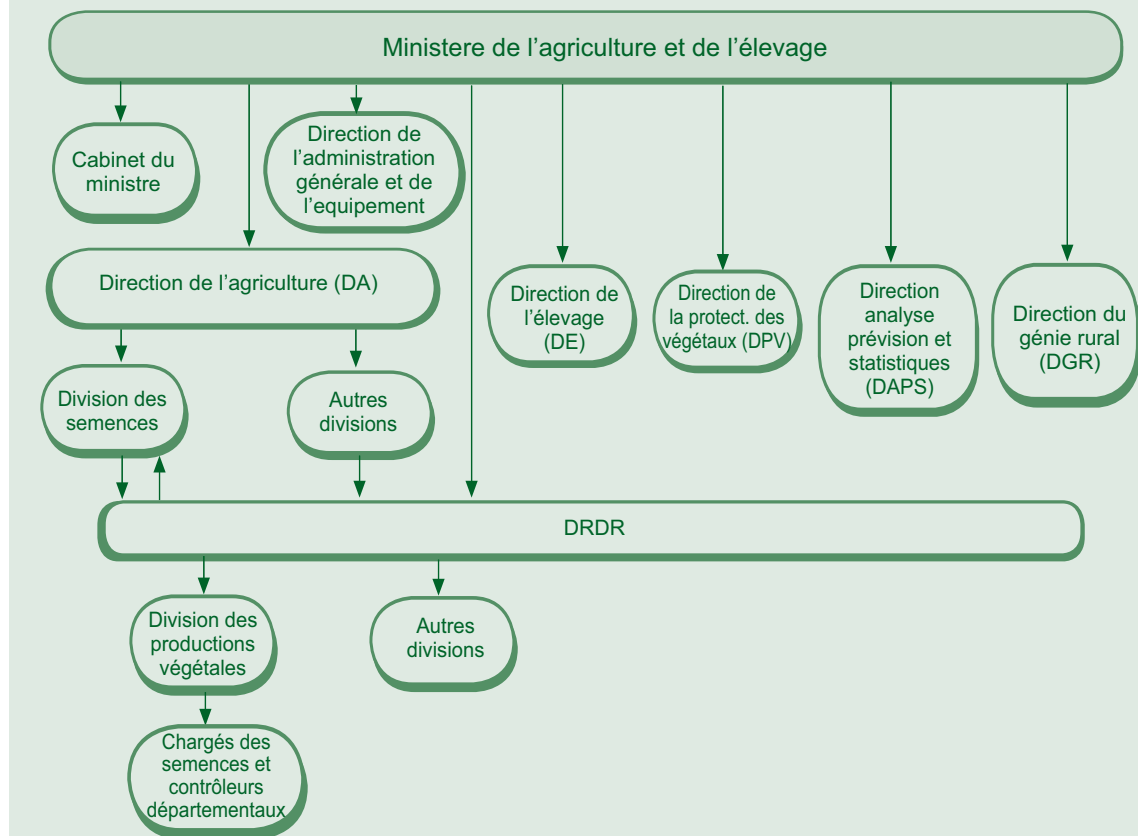 Ministere de l’agriculture et de l’élevage
Cabinet du
ministre
Direction de
l’administration
générale et de
l’equipement
Direction de l’agriculture (DA)
Direction de
l’élevage
(DE)
Direction de
la protect. des
végétaux (DPV)
Direction
analyse
prévision et
statistiques
(DAPS)
Direction du
génie rural
(DGR)
Division des
semences
Autres
divisions
DRDR
Division des
productions
végétales
Autres
divisions
Chargés des
semences et
contrôleurs
départementaux